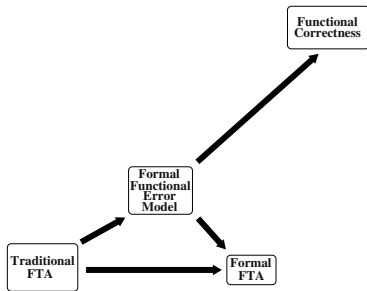 Functional
Correctness
Formal
Functional
Error
Model
Traditional
FTA
Formal
FTA